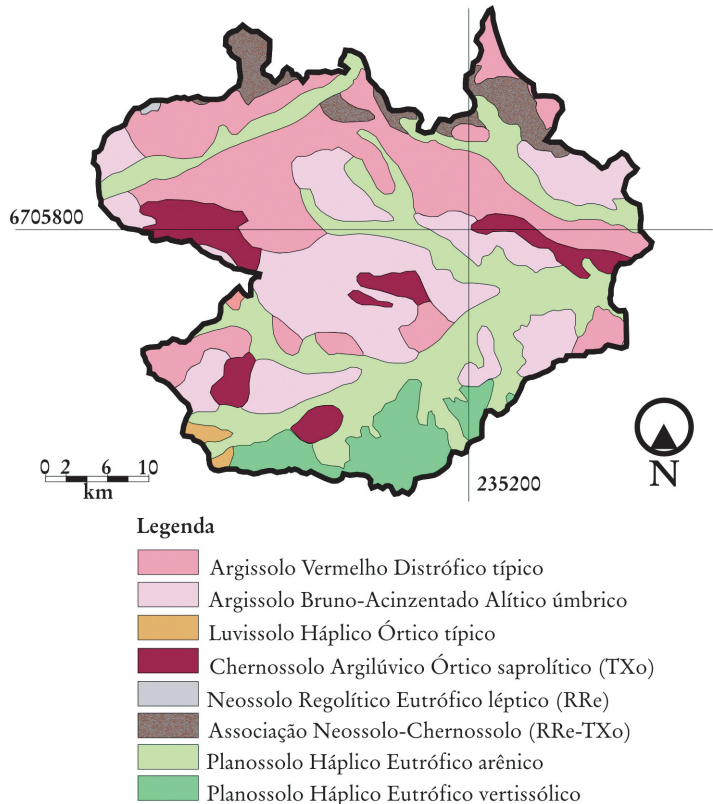 6705800
0 2 6 10
km
235200
N
Legenda
Argissolo Vermelho Distrófico típico
Argissolo Bruno-Acinzentado Alítico úmbrico
Luvissolo Háplico Órtico típico
Chernossolo Argilúvico Órtico saprolítico (TXo)
Neossolo Regolítico Eutrófico léptico (RRe)
Associação Neossolo-Chernossolo (RRe-TXo)
Planossolo Háplico Eutrófico arênico
Planossolo Háplico Eutrófico vertissólico